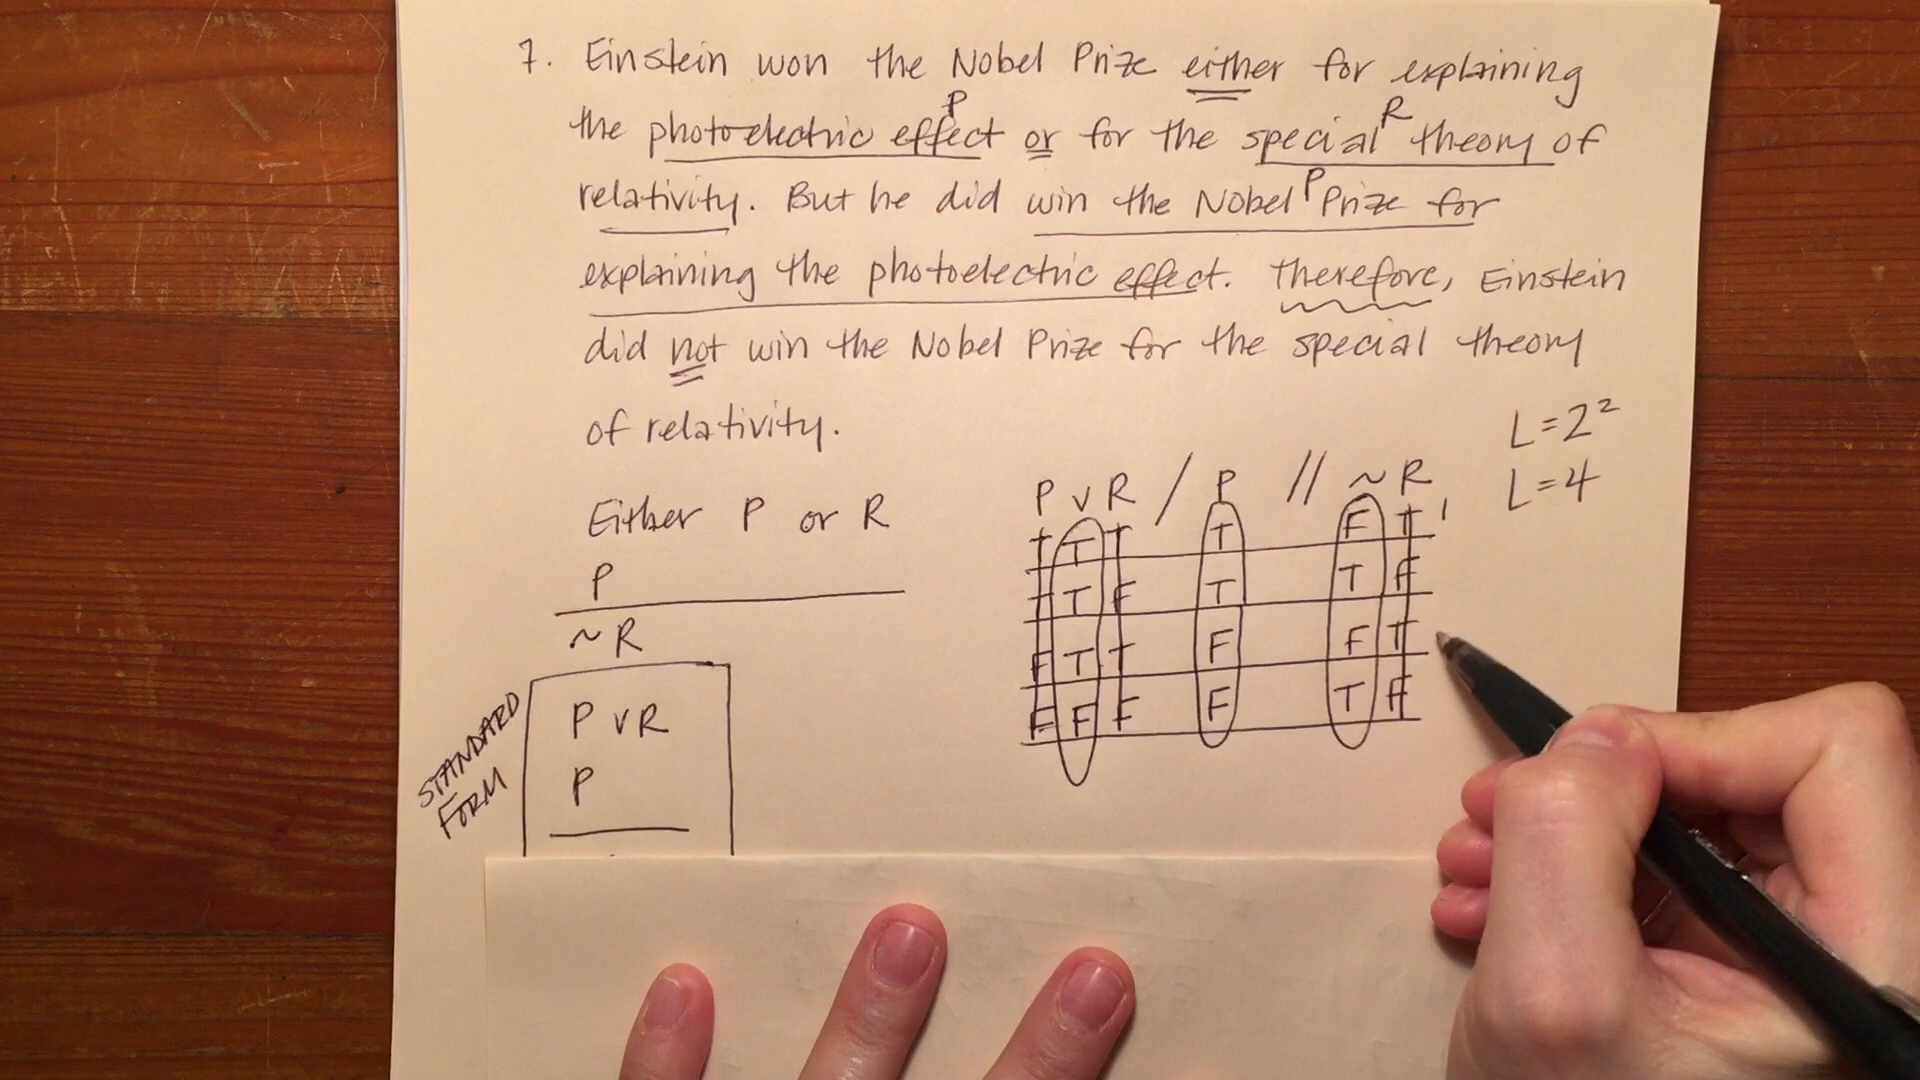 7. Einstein won the Nobel Prize either for explaining
P R
the photoelectric effect or for the special theory of
P
relativity. But he did win the Nobel Prize for
explaining the photoelectric effect. Therefore, Einstein
did not win the Nobel Prize for the special theory
of relativity.
L=2²
L=4
Either P or R
P
~R
STANDARD
FORM
P v R
P
P v R / P // ~ R
T T T T F T 1
T T F T T F
F T T F F T
F F F F T F